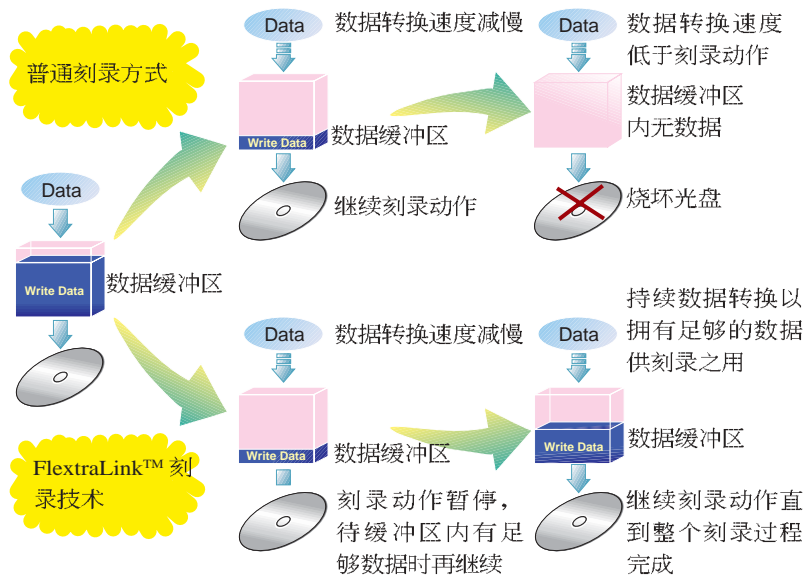 普通刻录方式
Data
数据转换速度减慢
Write Data
数据缓冲区
继续刻录动作
Data
数据转换速度
低于刻录动作
数据缓冲区
内无数据
烧坏光盘
Data
Write Data
数据缓冲区
FlextraLink™ 刻
录技术
Data
数据转换速度减慢
Write Data
数据缓冲区
刻录动作暂停，
待缓冲区内有足
够数据时再继续
Data
持续数据转换以
拥有足够的数据
供刻录之用
Write Data
数据缓冲区
继续刻录动作直
到整个刻录过程
完成